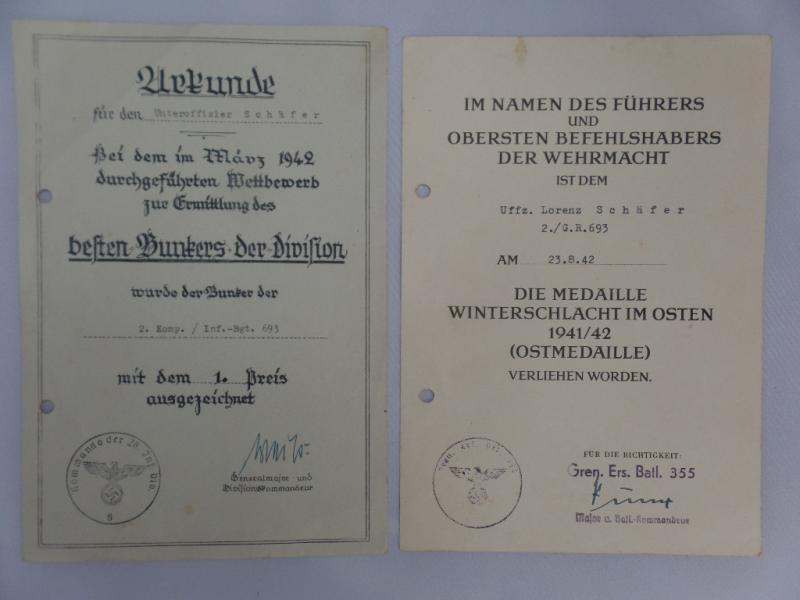 Urkunde
für den Unteroffizier Schäfer
Bei dem im März 1942
durchgeführten Wettbewerb
zur Ermittlung des
besten Bunkers der Division
wurde der Bunker der
2. Komp. / Inf.-Rgt. 693
mit dem 1. Preis
ausgezeichnet
Kommando der Inf. Div.
Generalmajor und
Divisionskommandeur
IM NAMEN DES FÜHRERS
UND
OBERSTEN BEFEHLSHABERS
DER WEHRMACHT
IST DEM
Uffz. Lorenz Schäfer
2./G.R.693
AM 23.8.42
DIE MEDAILLE
WINTERSCHLACHT IM OSTEN
1941/42
(OSTMEDAILLE)
VERLIEHEN WORDEN.
FÜR DIE RICHTIGKEIT:
Gren. Ers. Batl. 355
Major u. Batl.-Kommandeur